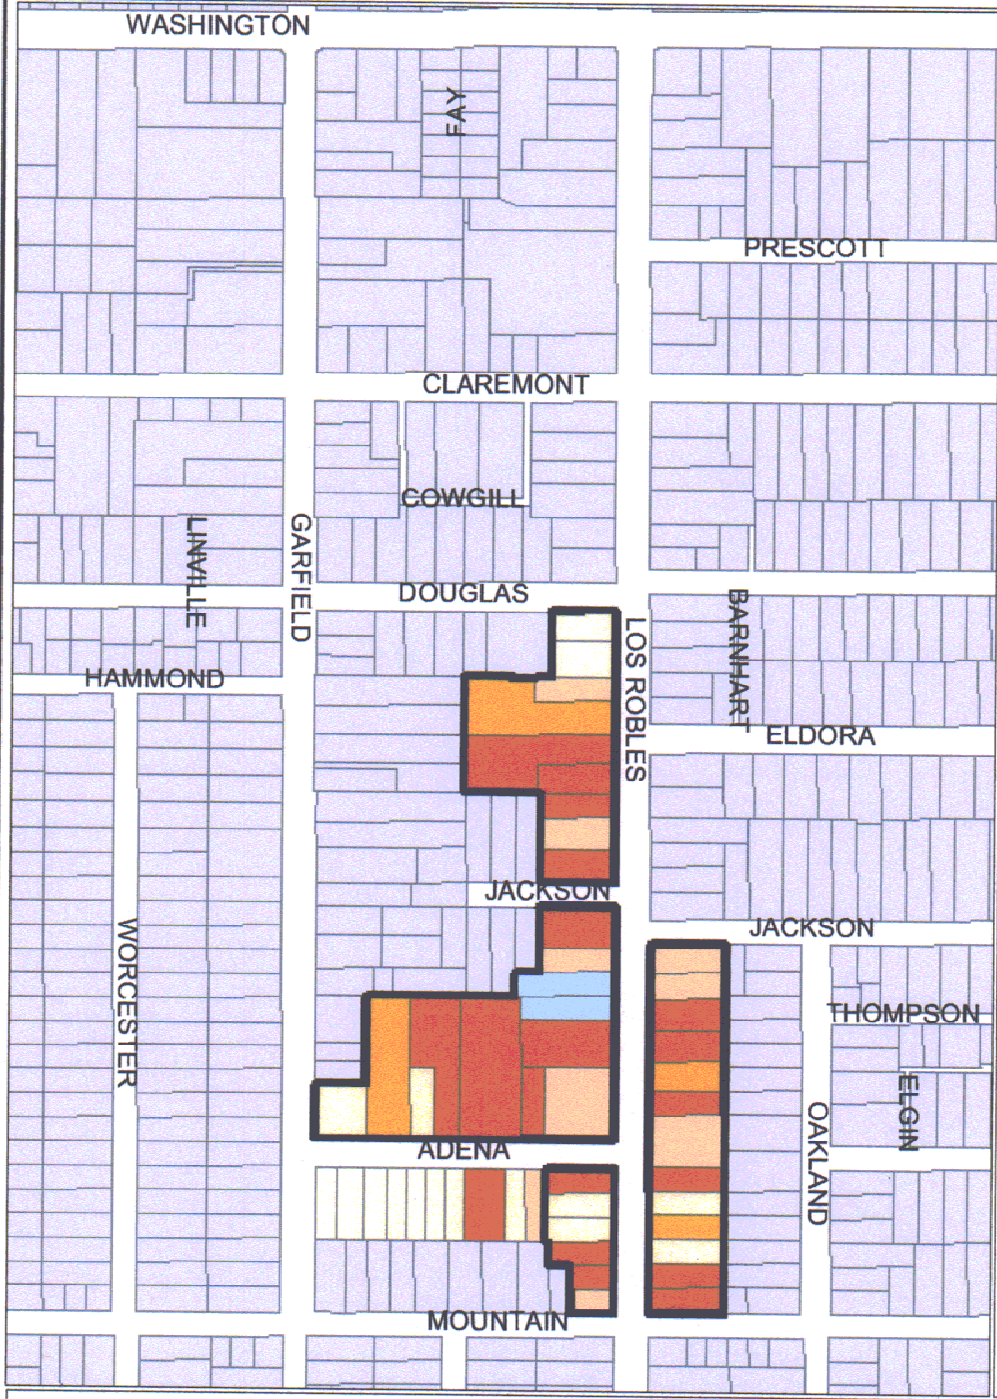 WASHINGTON
FAY
PRESCOTT
CLAREMONT
COWGILL
LINVILLE
GARFIELD
DOUGLAS
BARNHART
LOS ROBLES
HAMMOND
ELDORA
JACKSON
JACKSON
WORCESTER
THOMPSON
ELGIN
OAKLAND
ADENA
MOUNTAIN